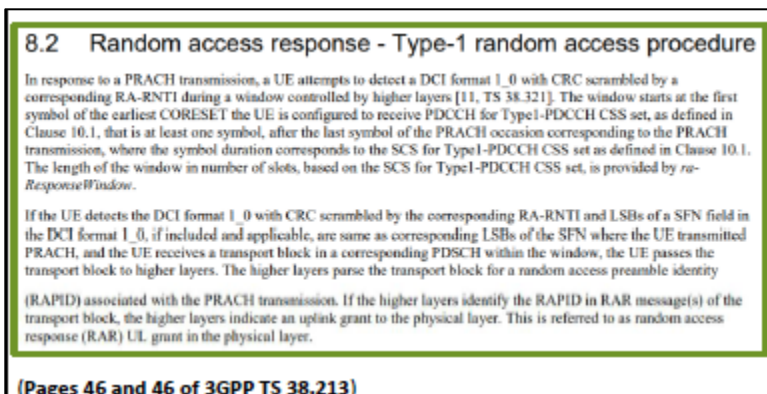 8.2 Random access response - Type-1 random access procedure
In response to a PRACH transmission, a UE attempts to detect a DCI format 1_0 with CRC scrambled by a
corresponding RA-RNTI during a window controlled by higher layers [11, TS 38.321]. The window starts at the first
symbol of the earliest CORESET the UE is configured to receive PDCCH for Type1-PDCCH CSS set, as defined in
Clause 10.1, that is at least one symbol, after the last symbol of the PRACH occasion corresponding to the PRACH
transmission, where the symbol duration corresponds to the SCS for Type1-PDCCH CSS set as defined in Clause 10.1.
The length of the window in number of slots, based on the SCS for Type1-PDCCH CSS set, is provided by ra-
ResponseWindow.
If the UE detects the DCI format 1_0 with CRC scrambled by the corresponding RA-RNTI and LSBs of a SFN field in
the DCI format 1_0, if included and applicable, are same as corresponding LSBs of the SFN where the UE transmitted
PRACH, and the UE receives a transport block in a corresponding PDSCH within the window, the UE passes the
transport block to higher layers. The higher layers parse the transport block for a random access preamble identity
(RAPID) associated with the PRACH transmission. If the higher layers identify the RAPID in RAR message(s) of the
transport block, the higher layers indicate an uplink grant to the physical layer. This is referred to as random access
response (RAR) UL grant in the physical layer.
(Pages 46 and 46 of 3GPP TS 38.213)